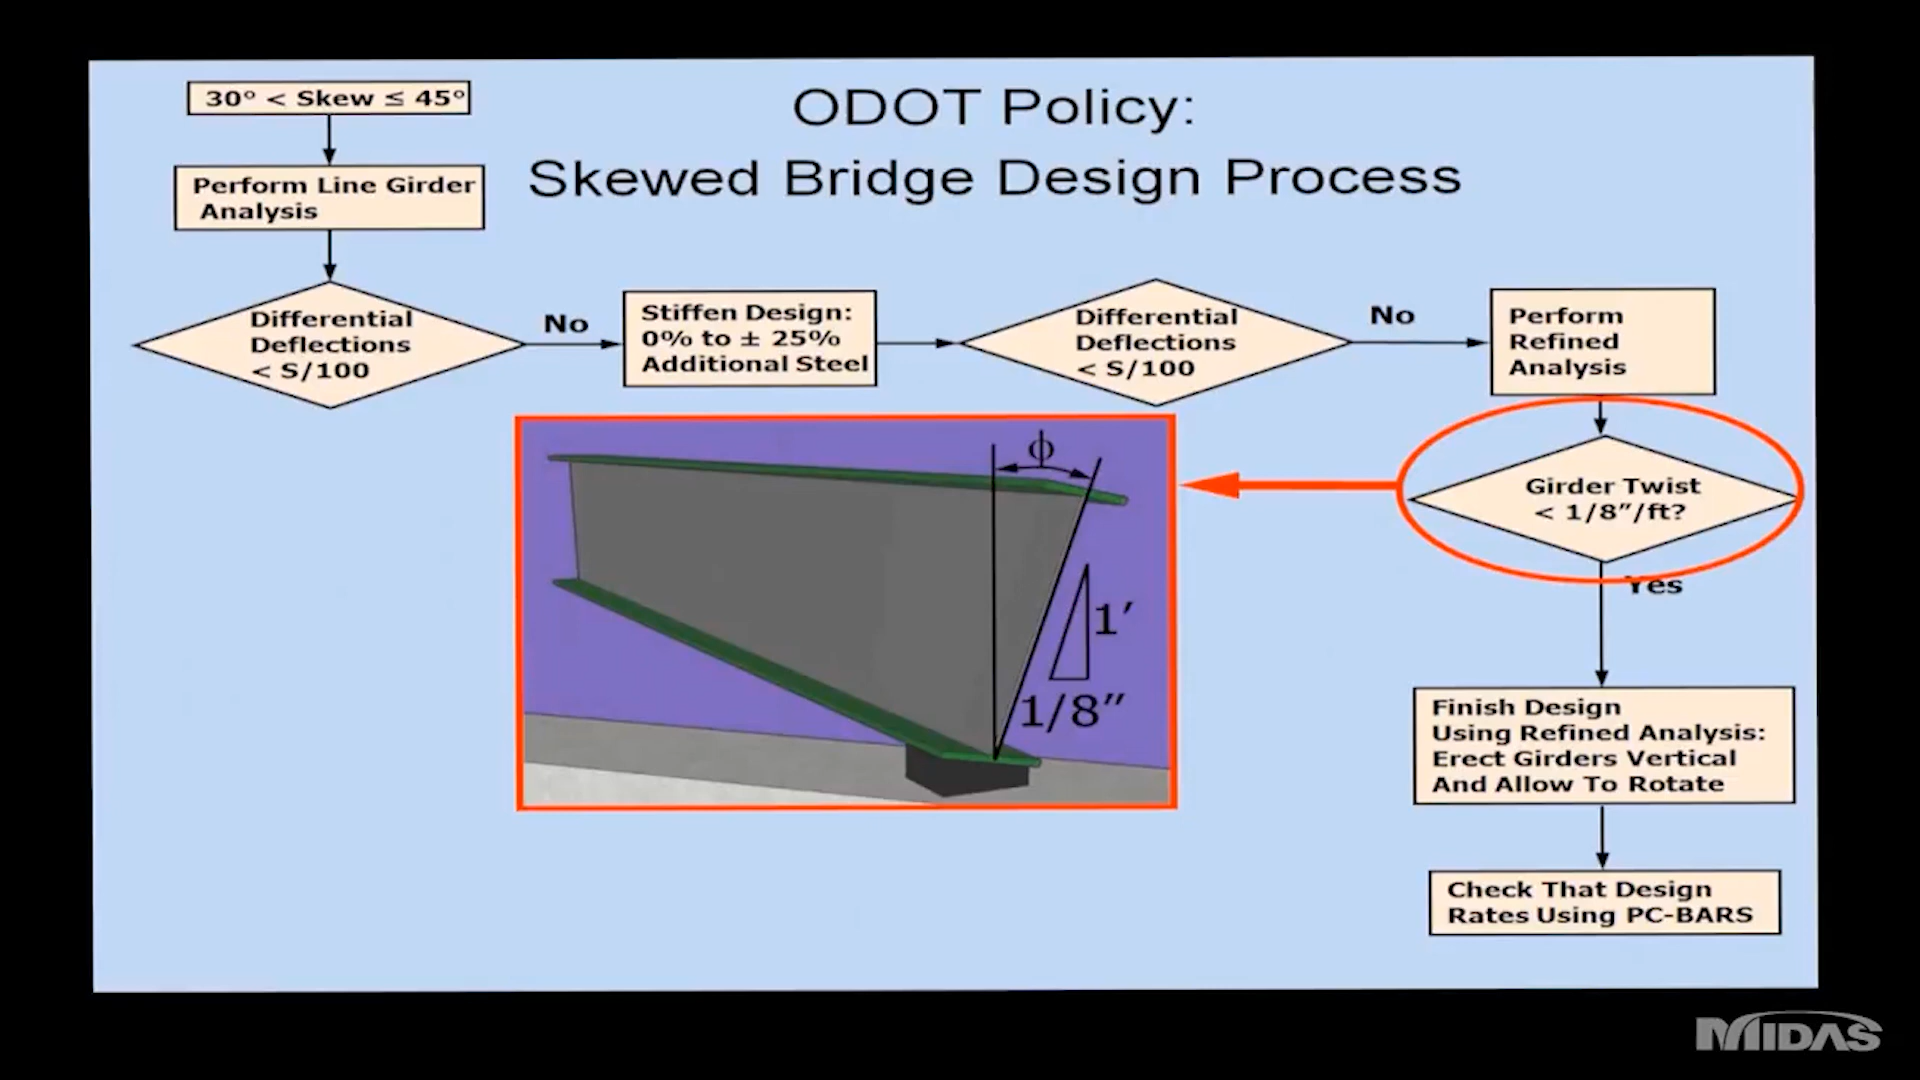 30° < Skew ≤ 45°
ODOT Policy:
Skewed Bridge Design Process
Perform Line Girder
Analysis
Differential
Deflections
< S/100
No
Stiffen Design:
0% to ± 25%
Additional Steel
Differential
Deflections
< S/100
No
Perform
Refined
Analysis
Girder Twist
< 1/8″/ft?
Yes
ϕ
1′
1/8″
Finish Design
Using Refined Analysis:
Erect Girders Vertical
And Allow To Rotate
Check That Design
Rates Using PC-BARS
MIDAS